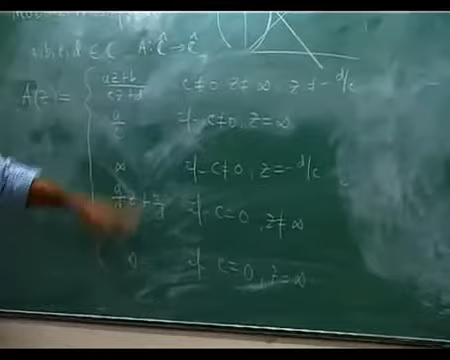 a, b, c, d ∈ ℂ A: Ĉ → Ĉ
A(z) = { (az+b)/(cz+d) c≠0, z≠∞, z≠-d/c
a/c if c≠0, z=∞
∞ if c≠0, z=-d/c
a/d z + b/d if c=0, z≠∞
if c=0, z=∞